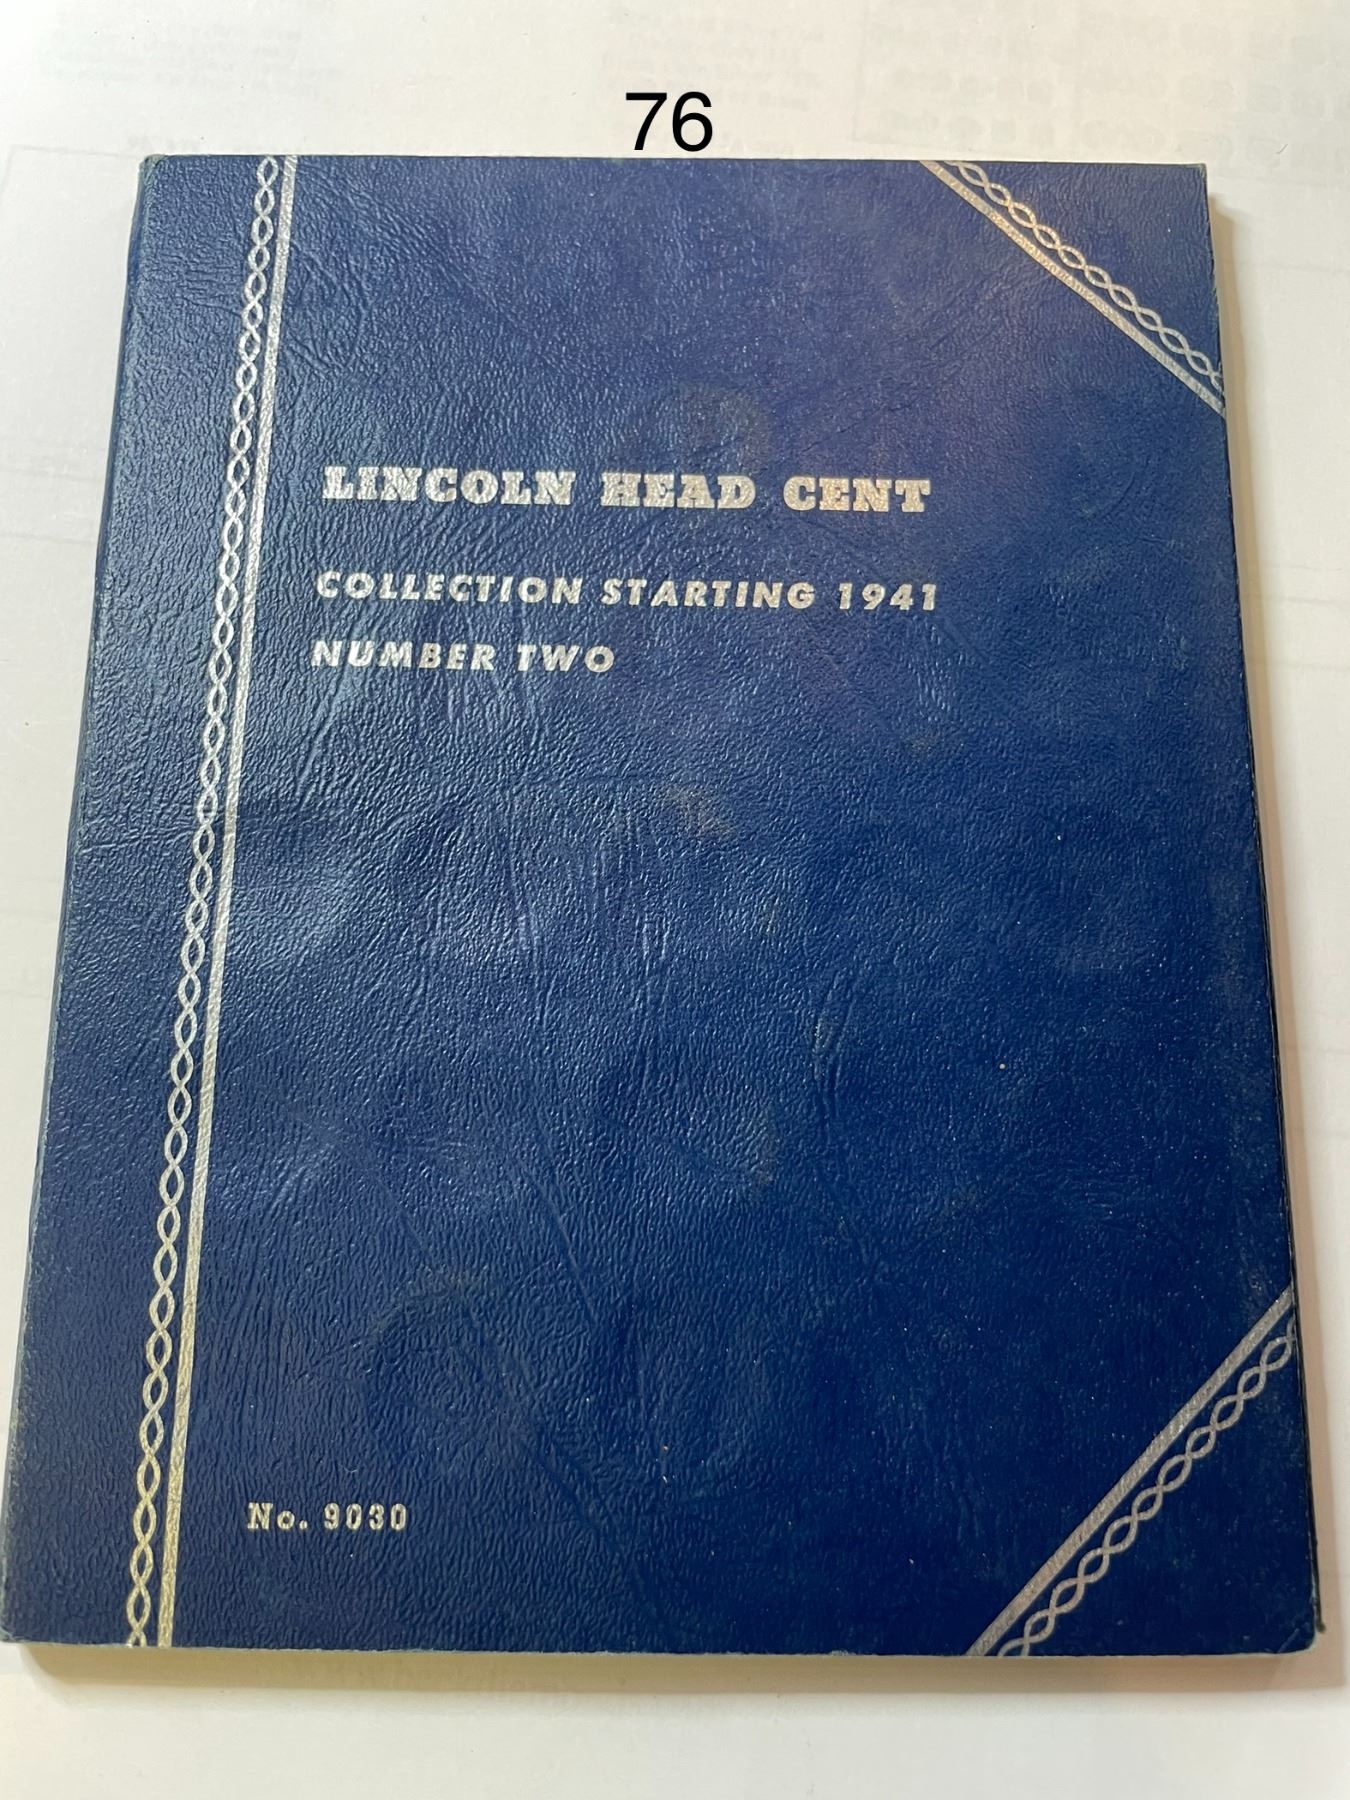 76
LINCOLN HEAD CENT
COLLECTION STARTING 1941
NUMBER TWO
No. 9030